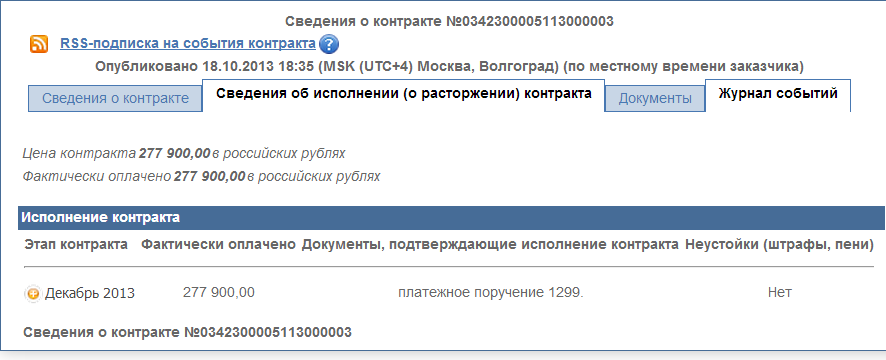 Сведения о контракте №0342300005113000003
RSS-подписка на события контракта ?
Опубликовано 18.10.2013 18:35 (MSK (UTC+4) Москва, Волгоград) (по местному времени заказчика)
Сведения о контракте Сведения об исполнении (о расторжении) контракта Документы Журнал событий
Цена контракта 277 900,00 в российских рублях
Фактически оплачено 277 900,00 в российских рублях
Исполнение контракта
Этап контракта Фактически оплачено Документы, подтверждающие исполнение контракта Неустойки (штрафы, пени)
Декабрь 2013 277 900,00 платежное поручение 1299. Нет
Сведения о контракте №0342300005113000003